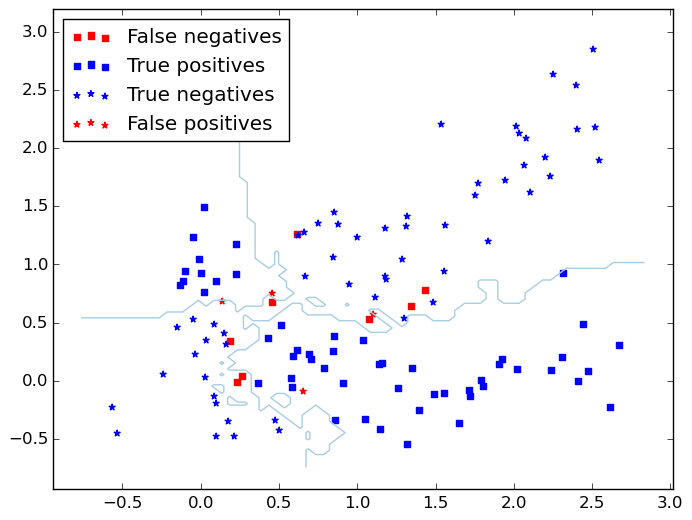 False negatives
True positives
True negatives
False positives
3.0
2.5
2.0
1.5
1.0
0.5
0.0
−0.5
−0.5 0.0 0.5 1.0 1.5 2.0 2.5 3.0